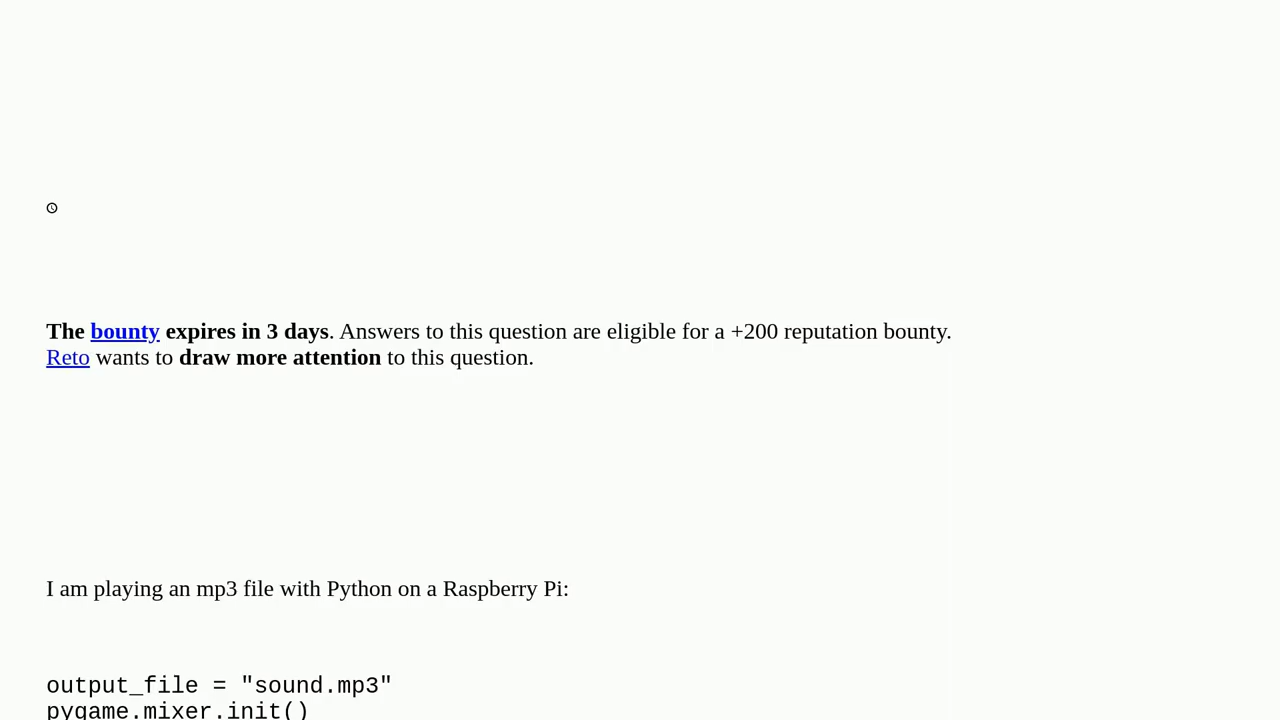 The bounty expires in 3 days. Answers to this question are eligible for a +200 reputation bounty.
Reto wants to draw more attention to this question.
I am playing an mp3 file with Python on a Raspberry Pi:
output_file = "sound.mp3"
pygame.mixer.init()